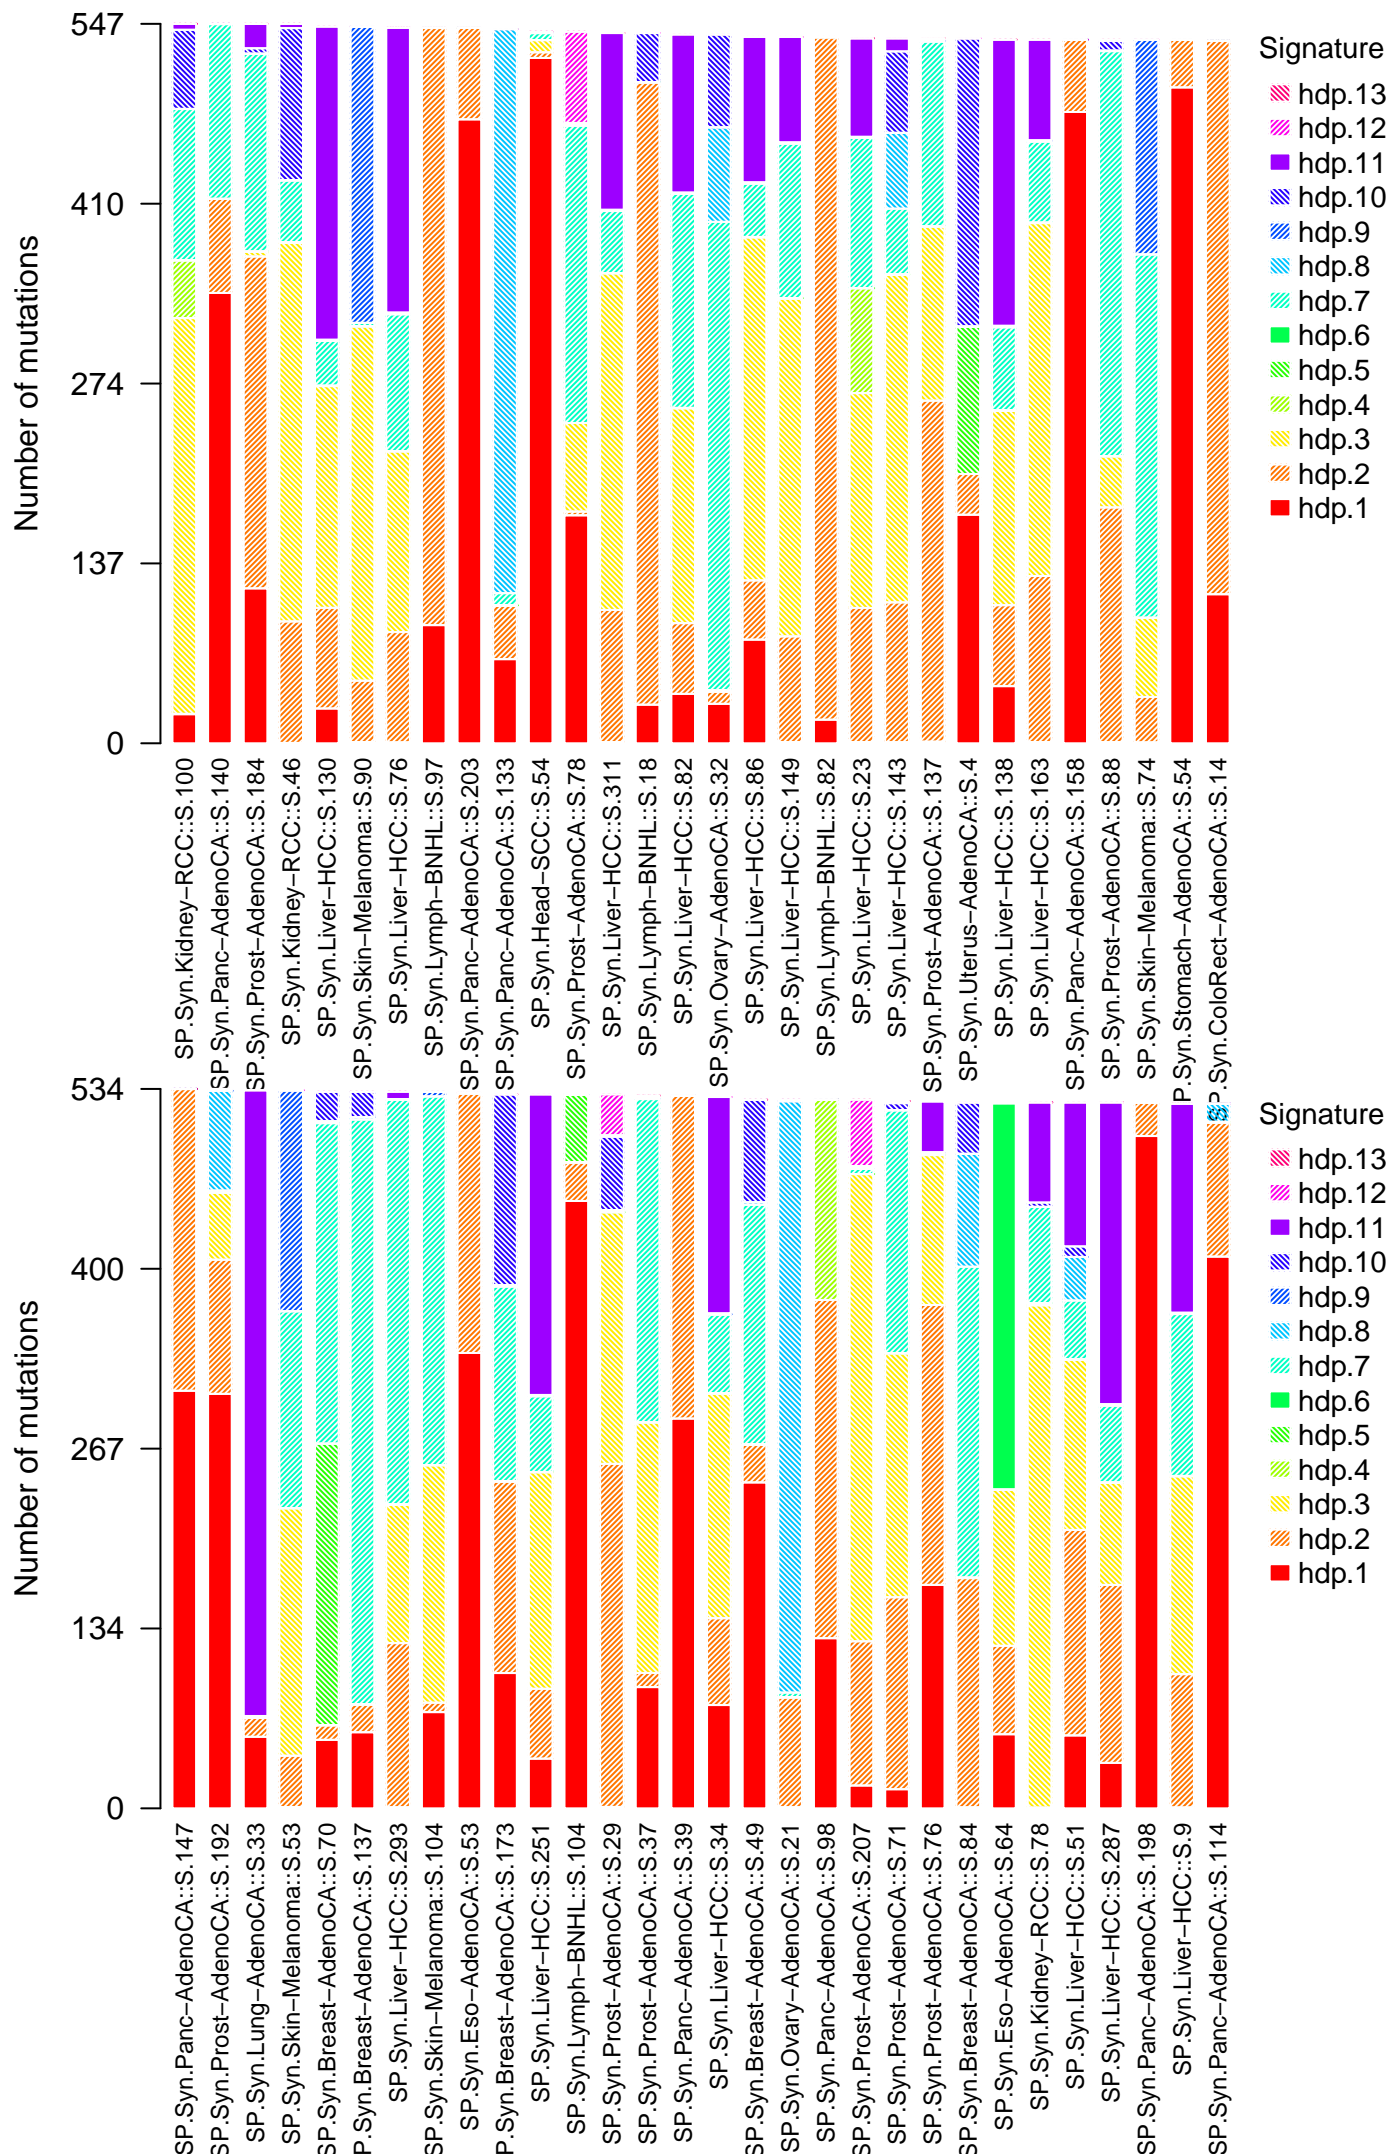 547
410
274
137
0
Number of mutations
Signature
hdp.13
hdp.12
hdp.11
hdp.10
hdp.9
hdp.8
hdp.7
hdp.6
hdp.5
hdp.4
hdp.3
hdp.2
hdp.1
SP.Syn.Kidney−RCC::S.100
SP.Syn.Panc−AdenoCA::S.140
SP.Syn.Prost−AdenoCA::S.184
SP.Syn.Kidney−RCC::S.46
SP.Syn.Liver−HCC::S.130
SP.Syn.Skin−Melanoma::S.90
SP.Syn.Liver−HCC::S.76
SP.Syn.Lymph−BNHL::S.97
SP.Syn.Panc−AdenoCA::S.203
SP.Syn.Panc−AdenoCA::S.133
SP.Syn.Head−SCC::S.54
SP.Syn.Prost−AdenoCA::S.78
SP.Syn.Liver−HCC::S.311
SP.Syn.Lymph−BNHL::S.18
SP.Syn.Liver−HCC::S.82
SP.Syn.Ovary−AdenoCA::S.32
SP.Syn.Liver−HCC::S.86
SP.Syn.Liver−HCC::S.149
SP.Syn.Lymph−BNHL::S.82
SP.Syn.Liver−HCC::S.23
SP.Syn.Liver−HCC::S.143
SP.Syn.Prost−AdenoCA::S.137
SP.Syn.Uterus−AdenoCA::S.4
SP.Syn.Liver−HCC::S.138
SP.Syn.Liver−HCC::S.163
SP.Syn.Panc−AdenoCA::S.158
SP.Syn.Prost−AdenoCA::S.88
SP.Syn.Skin−Melanoma::S.74
P.Syn.Stomach−AdenoCA::S.54
SP.Syn.ColoRect−AdenoCA::S.14
534
400
267
134
0
Number of mutations
Signature
hdp.13
hdp.12
hdp.11
hdp.10
hdp.9
hdp.8
hdp.7
hdp.6
hdp.5
hdp.4
hdp.3
hdp.2
hdp.1
SP.Syn.Panc−AdenoCA::S.147
SP.Syn.Prost−AdenoCA::S.192
SP.Syn.Lung−AdenoCA::S.33
SP.Syn.Skin−Melanoma::S.53
SP.Syn.Breast−AdenoCA::S.70
SP.Syn.Breast−AdenoCA::S.137
SP.Syn.Liver−HCC::S.293
SP.Syn.Skin−Melanoma::S.104
SP.Syn.Eso−AdenoCA::S.53
P.Syn.Breast−AdenoCA::S.173
SP.Syn.Liver−HCC::S.251
SP.Syn.Lymph−BNHL::S.104
SP.Syn.Prost−AdenoCA::S.29
SP.Syn.Prost−AdenoCA::S.37
SP.Syn.Panc−AdenoCA::S.39
SP.Syn.Liver−HCC::S.34
SP.Syn.Breast−AdenoCA::S.49
SP.Syn.Ovary−AdenoCA::S.21
SP.Syn.Panc−AdenoCA::S.98
SP.Syn.Prost−AdenoCA::S.207
SP.Syn.Prost−AdenoCA::S.71
SP.Syn.Prost−AdenoCA::S.76
SP.Syn.Breast−AdenoCA::S.84
SP.Syn.Eso−AdenoCA::S.64
SP.Syn.Kidney−RCC::S.78
SP.Syn.Liver−HCC::S.51
SP.Syn.Liver−HCC::S.287
SP.Syn.Panc−AdenoCA::S.198
SP.Syn.Liver−HCC::S.9
SP.Syn.Panc−AdenoCA::S.114